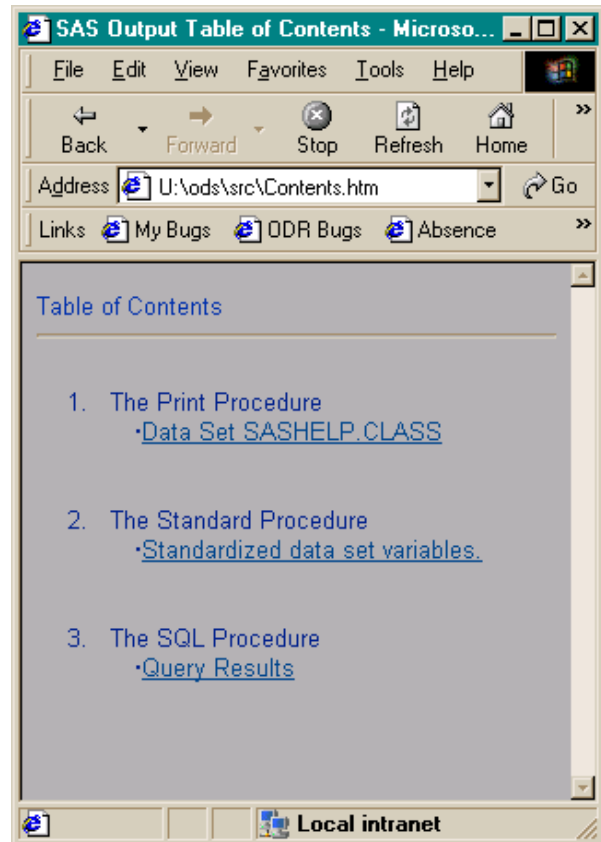 SAS Output Table of Contents - Microso...
File Edit View Favorites Tools Help
Back Forward Stop Refresh Home »
Address U:\ods\src\Contents.htm Go
Links My Bugs ODR Bugs Absence »
Table of Contents
1. The Print Procedure
·Data Set SASHELP.CLASS
2. The Standard Procedure
·Standardized data set variables.
3. The SQL Procedure
·Query Results
Local intranet